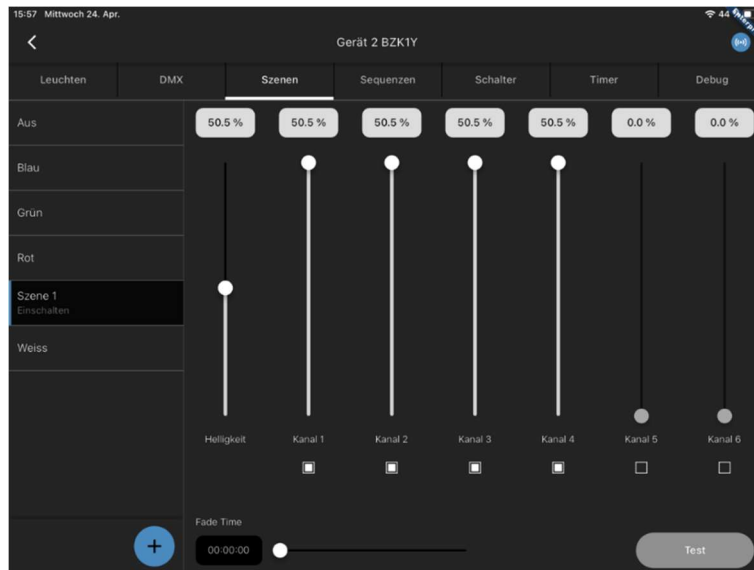 15:57 Mittwoch 24. Apr.
44
Gerät 2 BZK1Y
Leuchten DMX Szenen Sequenzen Schalter Timer Debug
Aus
Blau
Grün
Rot
Szene 1
Einschalten
Weiss
50.5 % 50.5 % 50.5 % 50.5 % 50.5 % 0.0 % 0.0 %
Helligkeit Kanal 1 Kanal 2 Kanal 3 Kanal 4 Kanal 5 Kanal 6
Fade Time
00:00:00
Test
+